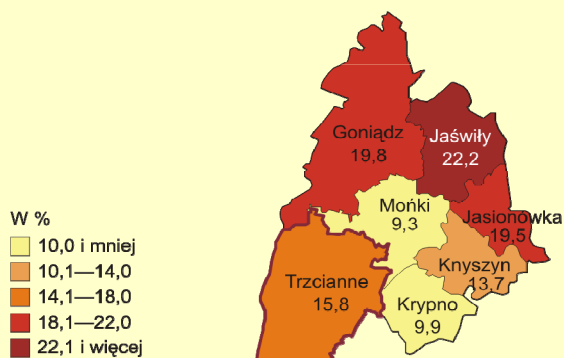 Goniądz
19,8
Jaświły
22,2
Mońki
9,3
Jasionówka
19,5
Knyszyn
13,7
Trzcianne
15,8
Krypno
9,9
W %
10,0 i mniej
10,1—14,0
14,1—18,0
18,1—22,0
22,1 i więcej